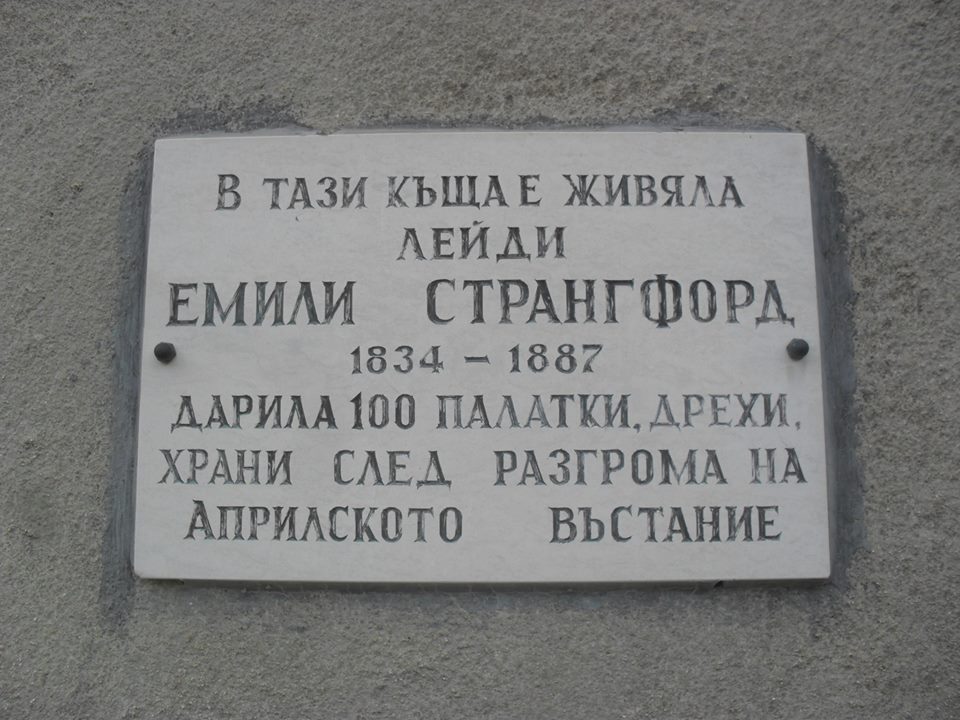 В ТАЗИ КЪЩА Е ЖИВЯЛА
ЛЕЙДИ
ЕМИЛИ СТРАНГФОРД
1834 – 1887
ДАРИЛА 100 ПАЛАТКИ, ДРЕХИ,
ХРАНИ СЛЕД РАЗГРОМА НА
АПРИЛСКОТО ВЪСТАНИЕ